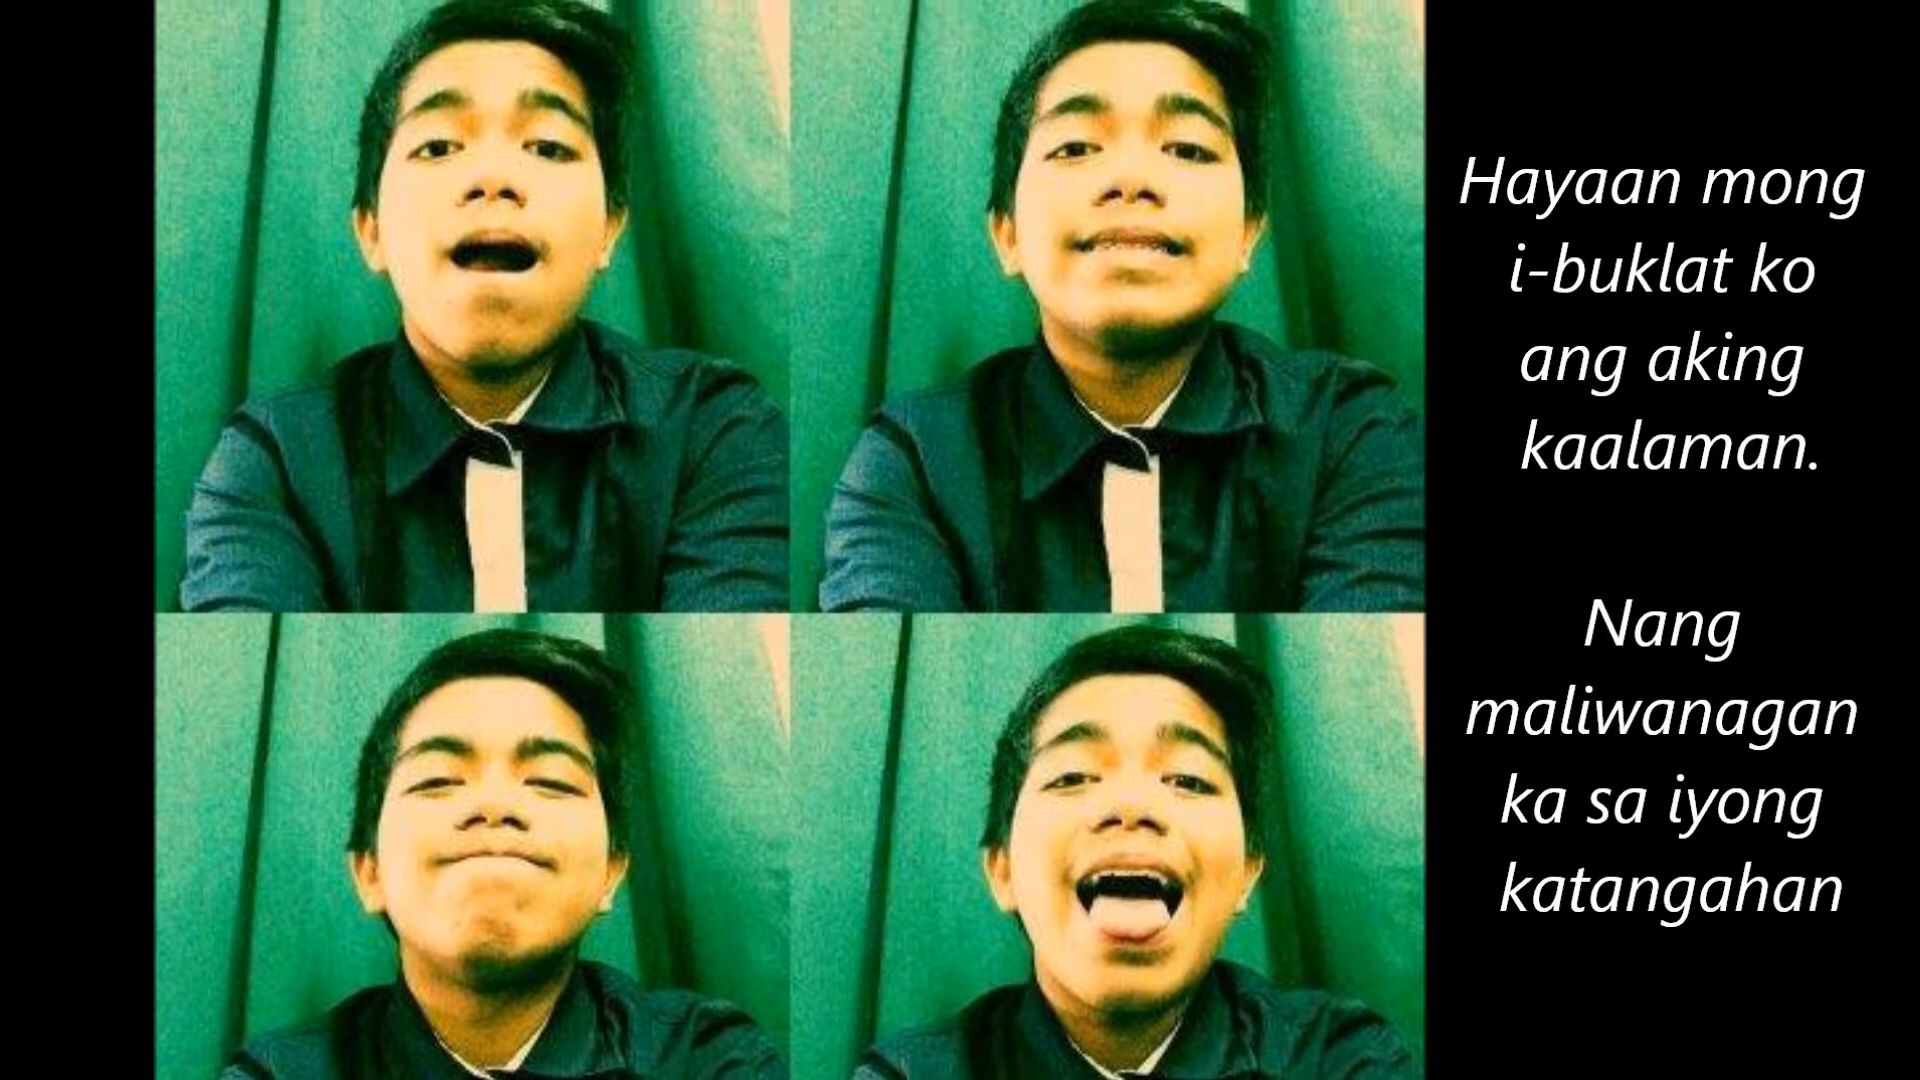 Hayaan mong
i-buklat ko
ang aking
kaalaman.
Nang
maliwanagan
ka sa iyong
katangahan